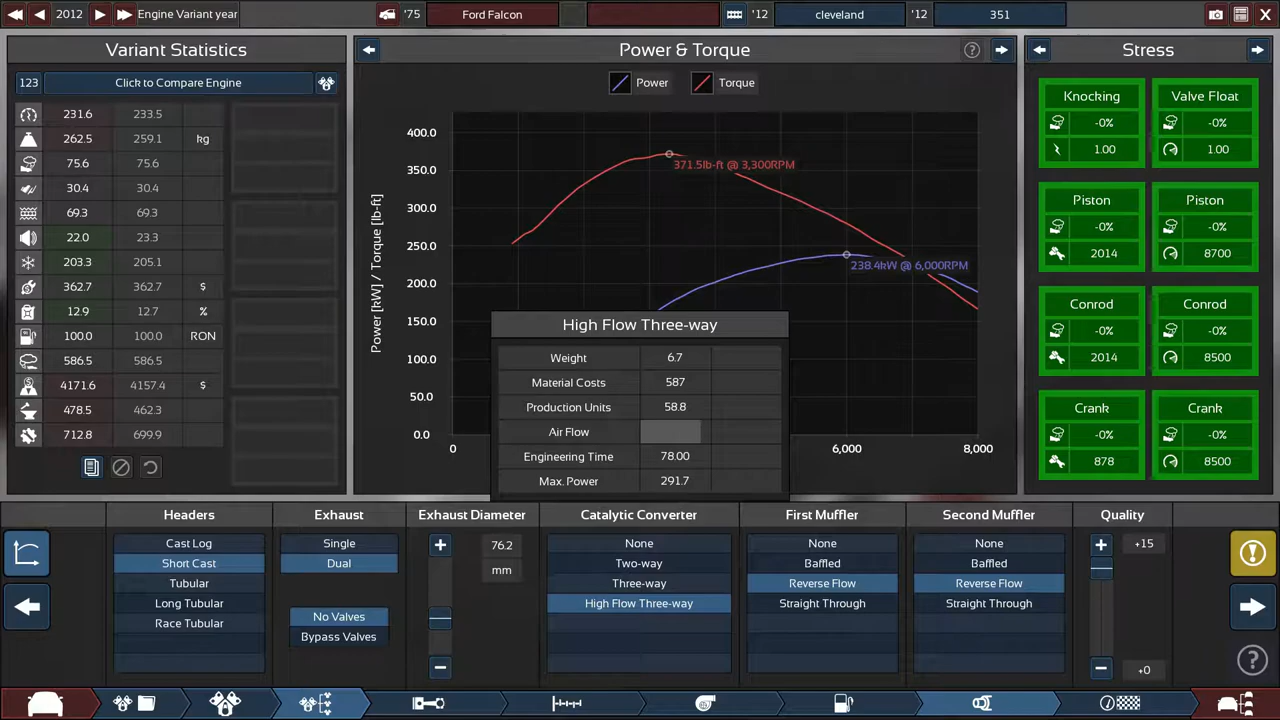 2012 Engine Variant year '75 Ford Falcon '12 cleveland '12 351
Variant Statistics
123 Click to Compare Engine
231.6 233.5
262.5 259.1 kg
75.6 75.6
30.4 30.4
69.3 69.3
22.0 23.3
203.3 205.1
362.7 362.7 $
12.9 12.7 %
100.0 100.0 RON
586.5 586.5
4171.6 4157.4 $
478.5 462.3
712.8 699.9
Power & Torque ?
Power Torque
Power [kW] / Torque [lb-ft]
400.0
350.0
300.0
250.0
200.0
150.0
100.0
50.0
0.0
0 6,000 8,000
371.5lb-ft @ 3,300RPM
238.4kW @ 6,000RPM
High Flow Three-way
Weight 6.7
Material Costs 587
Production Units 58.8
Air Flow
Engineering Time 78.00
Max. Power 291.7
Stress
Knocking Valve Float
-0% -0%
1.00 1.00
Piston Piston
-0% -0%
2014 8700
Conrod Conrod
-0% -0%
2014 8500
Crank Crank
-0% -0%
878 8500
Headers
Cast Log
Short Cast
Tubular
Long Tubular
Race Tubular
Exhaust
Single
Dual
No Valves
Bypass Valves
Exhaust Diameter
+ 76.2
mm
−
Catalytic Converter
None
Two-way
Three-way
High Flow Three-way
First Muffler
None
Baffled
Reverse Flow
Straight Through
Second Muffler
None
Baffled
Reverse Flow
Straight Through
Quality
+ +15
− +0
!
?